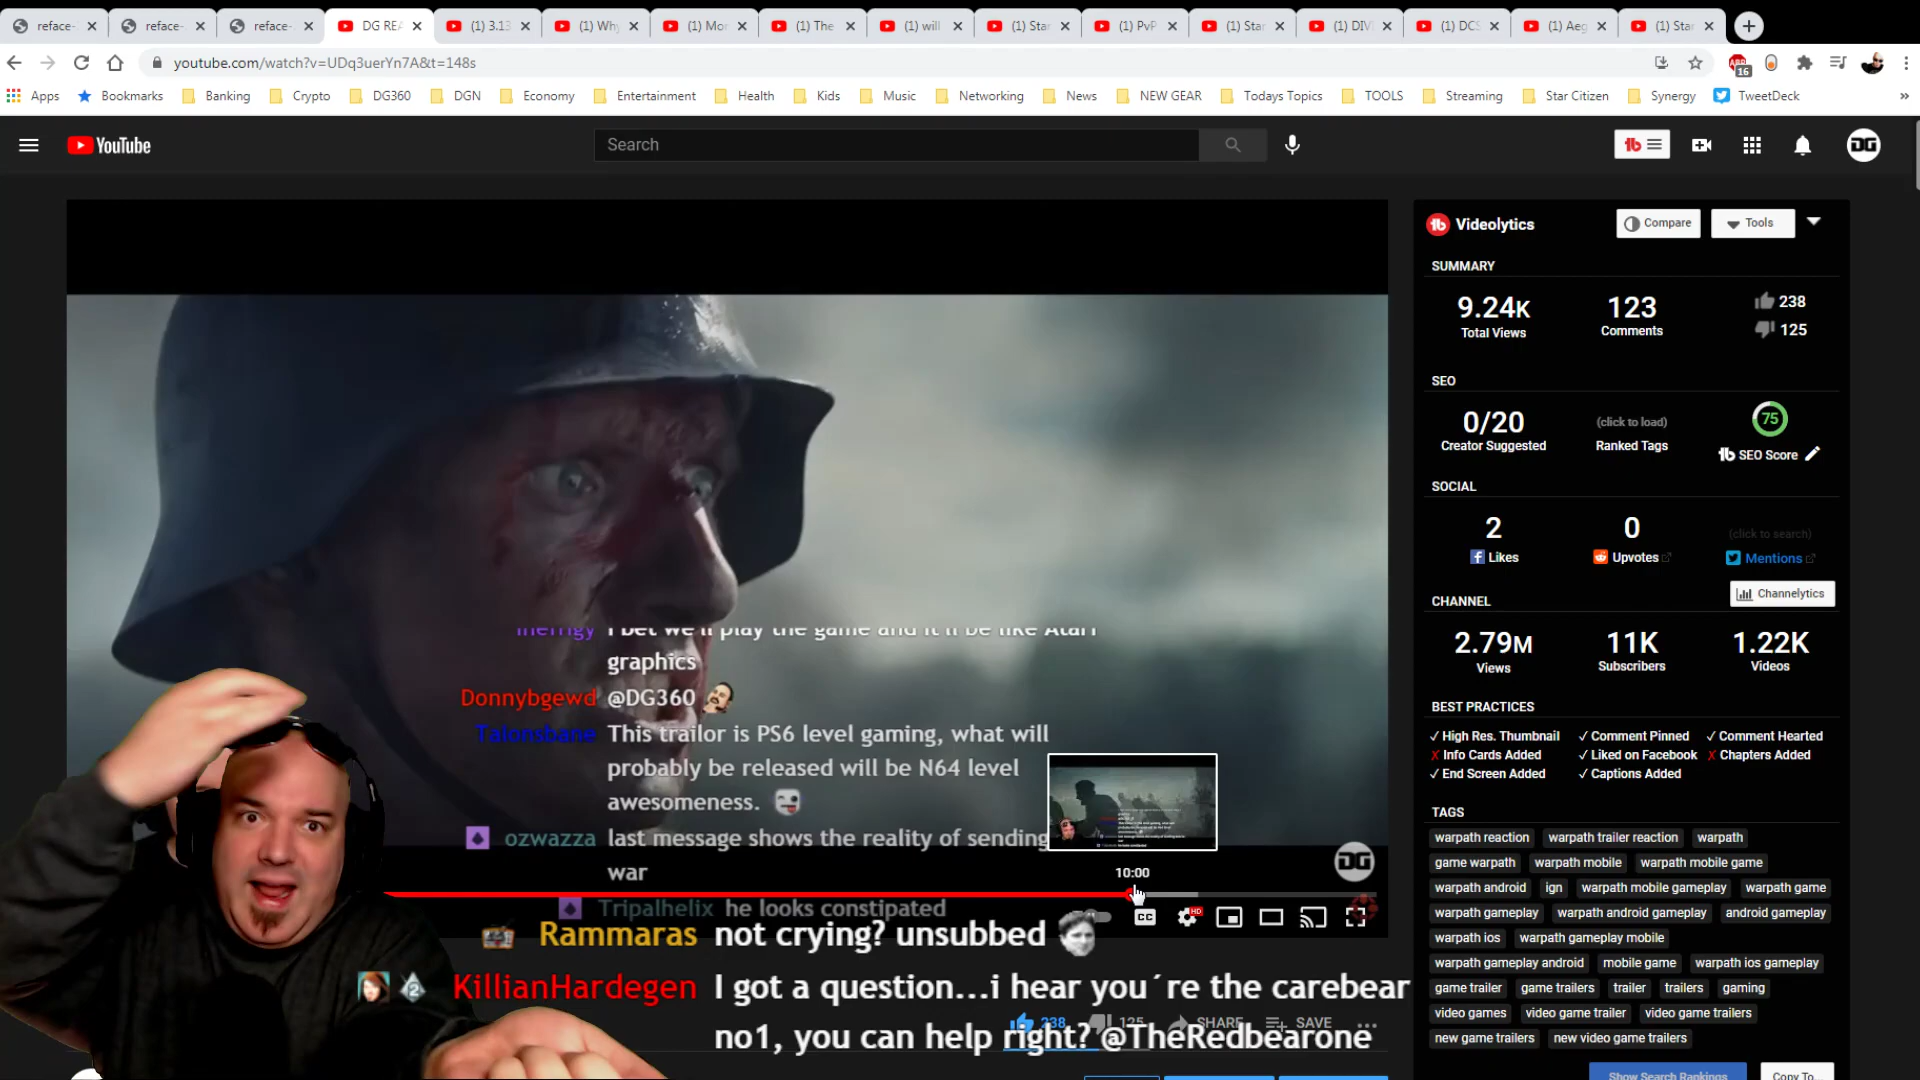 reface-
reface-
reface-
DG REA
(1) 3.13
(1) Why
(1) Mor
(1) The
(1) will
(1) Star
(1) PvP
(1) Star
(1) DIV
(1) DCS
(1) Aeg
(1) Star
youtube.com/watch?v=UDq3uerYn7A&t=148s
16
Apps Bookmarks Banking Crypto DG360 DGN Economy Entertainment Health Kids Music Networking News NEW GEAR Todays Topics TOOLS Streaming Star Citizen Synergy TweetDeck »
YouTube
Search
DG
Videolytics
Compare
Tools
SUMMARY
9.24K
Total Views
123
Comments
238
125
SEO
0/20
Creator Suggested
(click to load)
Ranked Tags
75
SEO Score
SOCIAL
2
Likes
0
Upvotes
(click to search)
Mentions
Channelytics
CHANNEL
2.79M
Views
11K
Subscribers
1.22K
Videos
BEST PRACTICES
✓ High Res. Thumbnail ✓ Comment Pinned ✓ Comment Hearted
✗ Info Cards Added ✓ Liked on Facebook ✗ Chapters Added
✓ End Screen Added ✓ Captions Added
TAGS
warpath reaction warpath trailer reaction warpath
game warpath warpath mobile warpath mobile game
warpath android ign warpath mobile gameplay warpath game
warpath gameplay warpath android gameplay android gameplay
warpath ios warpath gameplay mobile
warpath gameplay android mobile game warpath ios gameplay
game trailer game trailers trailer trailers gaming
video games video game trailer video game trailers
new game trailers new video game trailers
Show Search Rankings Copy To...
I bet we'll play the game and it'll be like Atari
graphics
Donnybgewd @DG360
Talonsbane This trailor is PS6 level gaming, what will
probably be released will be N64 level
awesomeness.
ozwazza last message shows the reality of sending
war
Tripalhelix he looks constipated
10:00
DG
CC
HD
Rammaras not crying? unsubbed
KillianHardegen I got a question...i hear you´re the carebear
no1, you can help right? @TheRedbearone
238 125 SHARE SAVE